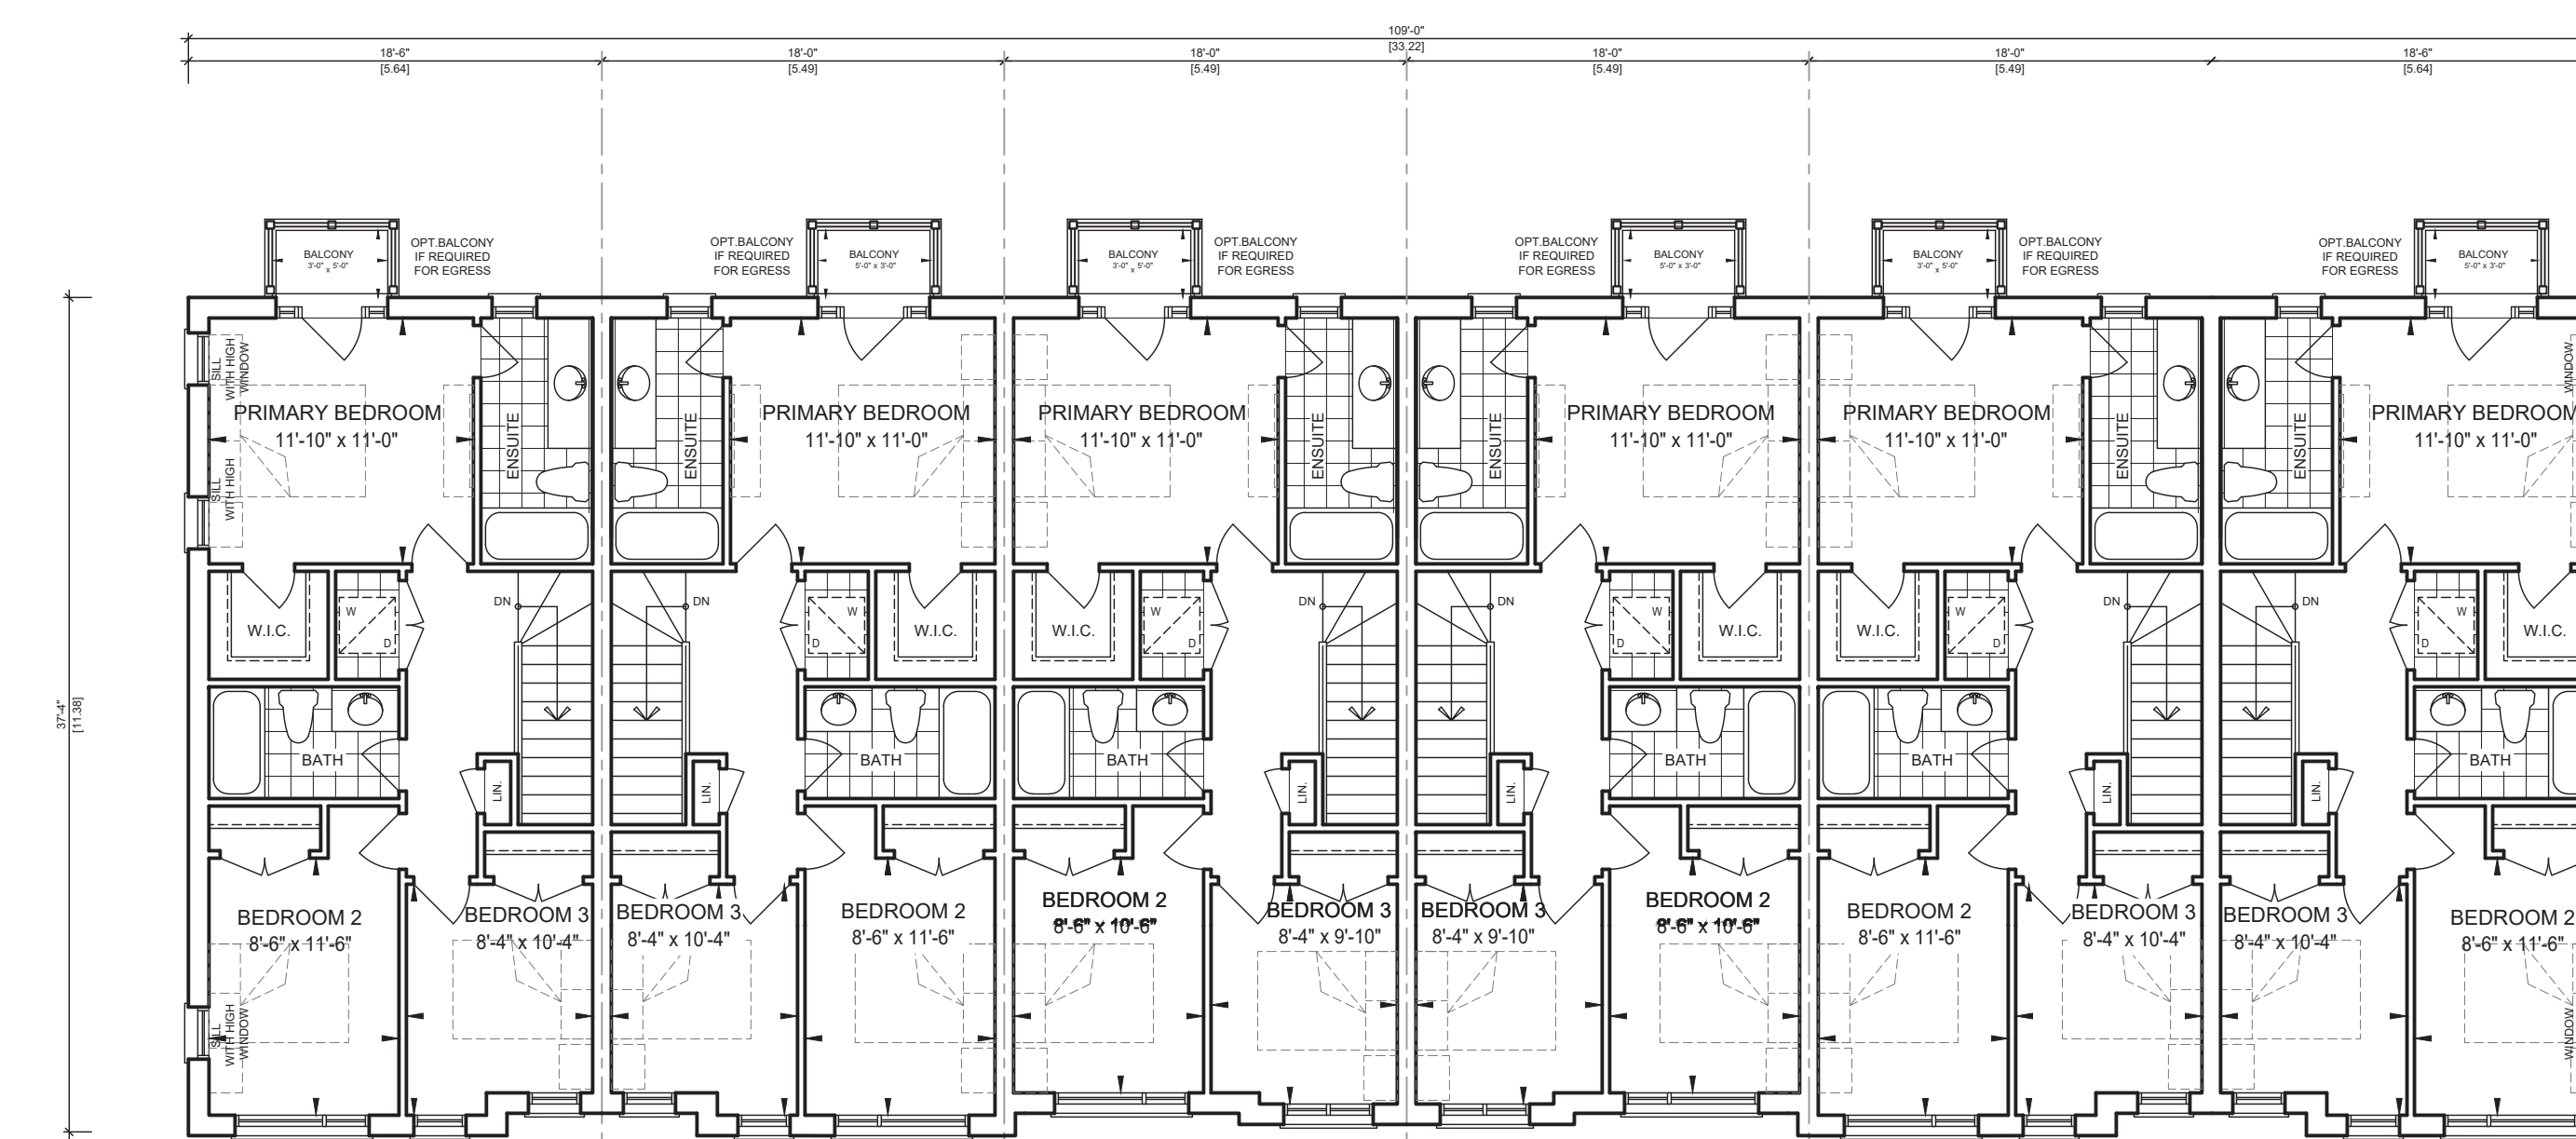 109'-0"
[33.22]
18'-6" 18'-0" 18'-0" 18'-0" 18'-0" 18'-6"
[5.64] [5.49] [5.49] [5.49] [5.49] [5.64]
OPT.BALCONY
IF REQUIRED
FOR EGRESS
OPT.BALCONY
IF REQUIRED
FOR EGRESS
OPT.BALCONY
IF REQUIRED
FOR EGRESS
OPT.BALCONY
IF REQUIRED
FOR EGRESS
OPT.BALCONY
IF REQUIRED
FOR EGRESS
OPT.BALCONY
IF REQUIRED
FOR EGRESS
BALCONY
3'-0" x 5'-0"
BALCONY
5'-0" x 3'-0"
BALCONY
3'-0" x 5'-0"
BALCONY
5'-0" x 3'-0"
BALCONY
3'-0" x 5'-0"
BALCONY
5'-0" x 3'-0"
WINDOW
WITH HIGH
SILL
WINDOW
PRIMARY BEDROOM
11'-10" x 11'-0"
PRIMARY BEDROOM
11'-10" x 11'-0"
PRIMARY BEDROOM
11'-10" x 11'-0"
PRIMARY BEDROOM
11'-10" x 11'-0"
PRIMARY BEDROOM
11'-10" x 11'-0"
PRIMARY BEDROOM
11'-10" x 11'-0"
ENSUITE
ENSUITE
ENSUITE
ENSUITE
ENSUITE
ENSUITE
WITH HIGH
SILL
W.I.C.
W
D
DN
DN
W
D
W.I.C.
W.I.C.
W
D
DN
DN
W
D
W.I.C.
W.I.C.
W
D
DN
DN
W
D
W.I.C.
37'-4"
[11.38]
BATH
BATH
BATH
BATH
BATH
BATH
LIN.
LIN.
LIN.
LIN.
LIN.
LIN.
BEDROOM 2
8'-6" x 11'-6"
BEDROOM 3
8'-4" x 10'-4"
BEDROOM 3
8'-4" x 10'-4"
BEDROOM 2
8'-6" x 11'-6"
BEDROOM 2
8'-6" x 10'-6"
BEDROOM 3
8'-4" x 9'-10"
BEDROOM 3
8'-4" x 9'-10"
BEDROOM 2
8'-6" x 10'-6"
BEDROOM 2
8'-6" x 11'-6"
BEDROOM 3
8'-4" x 10'-4"
BEDROOM 3
8'-4" x 10'-4"
BEDROOM 2
8'-6" x 11'-6"
WINDOW
WITH HIGH
SILL
WINDOW